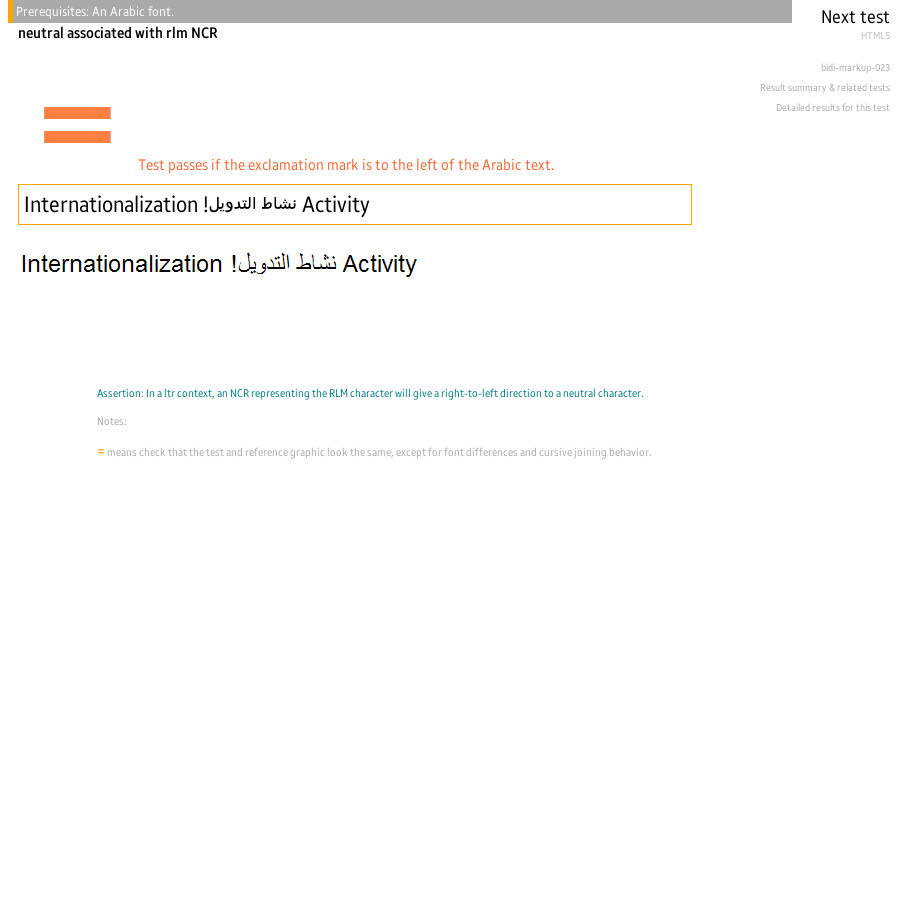 Prerequisites: An Arabic font.
Next test
neutral associated with rlm NCR
HTML5
bidi-markup-023
Result summary & related tests
Detailed results for this test
Test passes if the exclamation mark is to the left of the Arabic text.
Internationalization نشاط التدويل! Activity
Internationalization نشاط التدويل! Activity
Assertion: In a ltr context, an NCR representing the RLM character will give a right-to-left direction to a neutral character.
Notes:
= means check that the test and reference graphic look the same, except for font differences and cursive joining behavior.